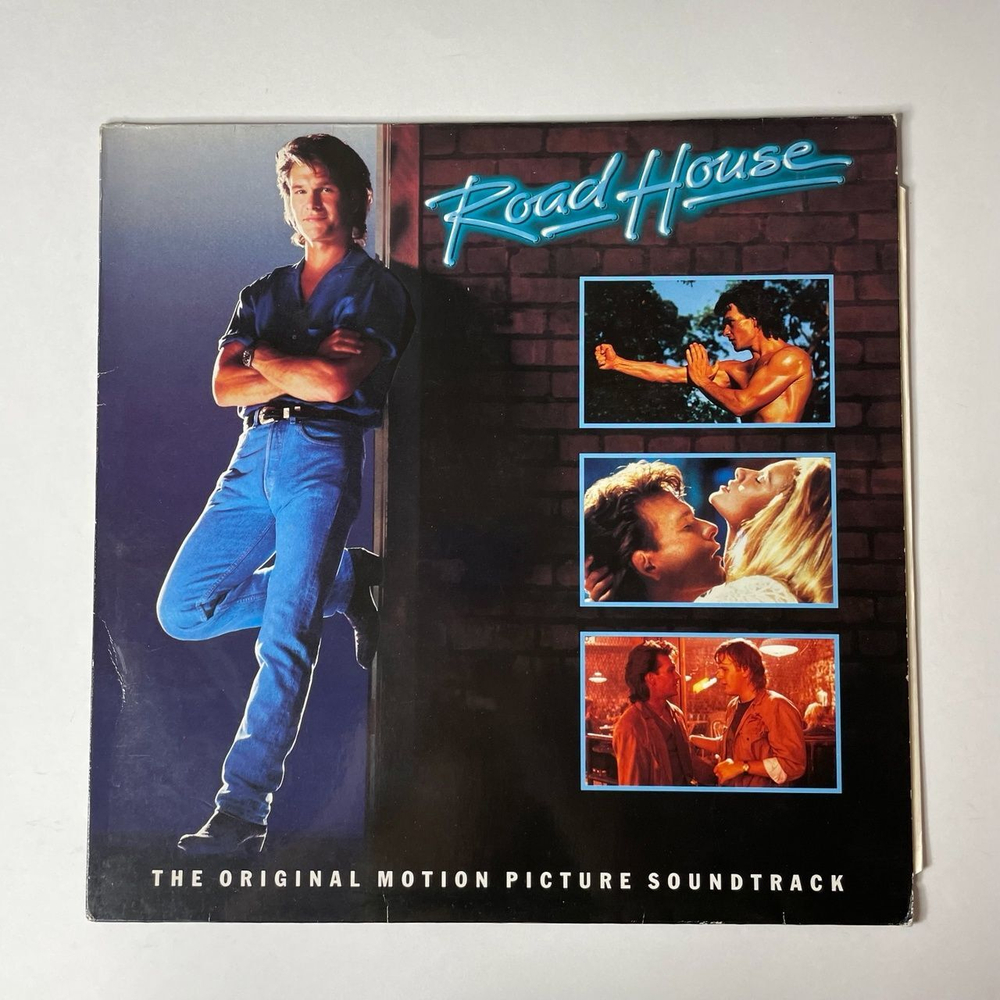 Road House
THE ORIGINAL MOTION PICTURE SOUNDTRACK